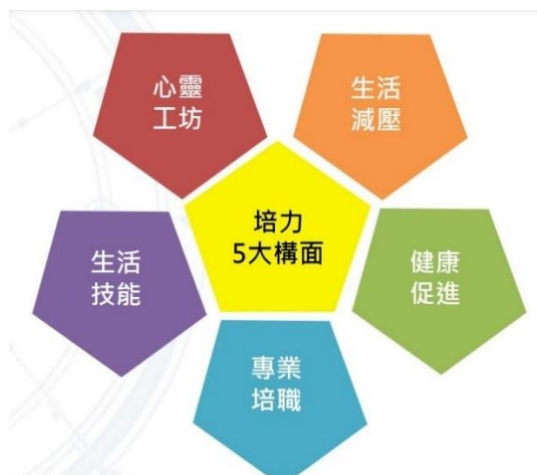 心靈
工坊
生活
減壓
培力
5大構面
生活
技能
健康
促進
專業
培職